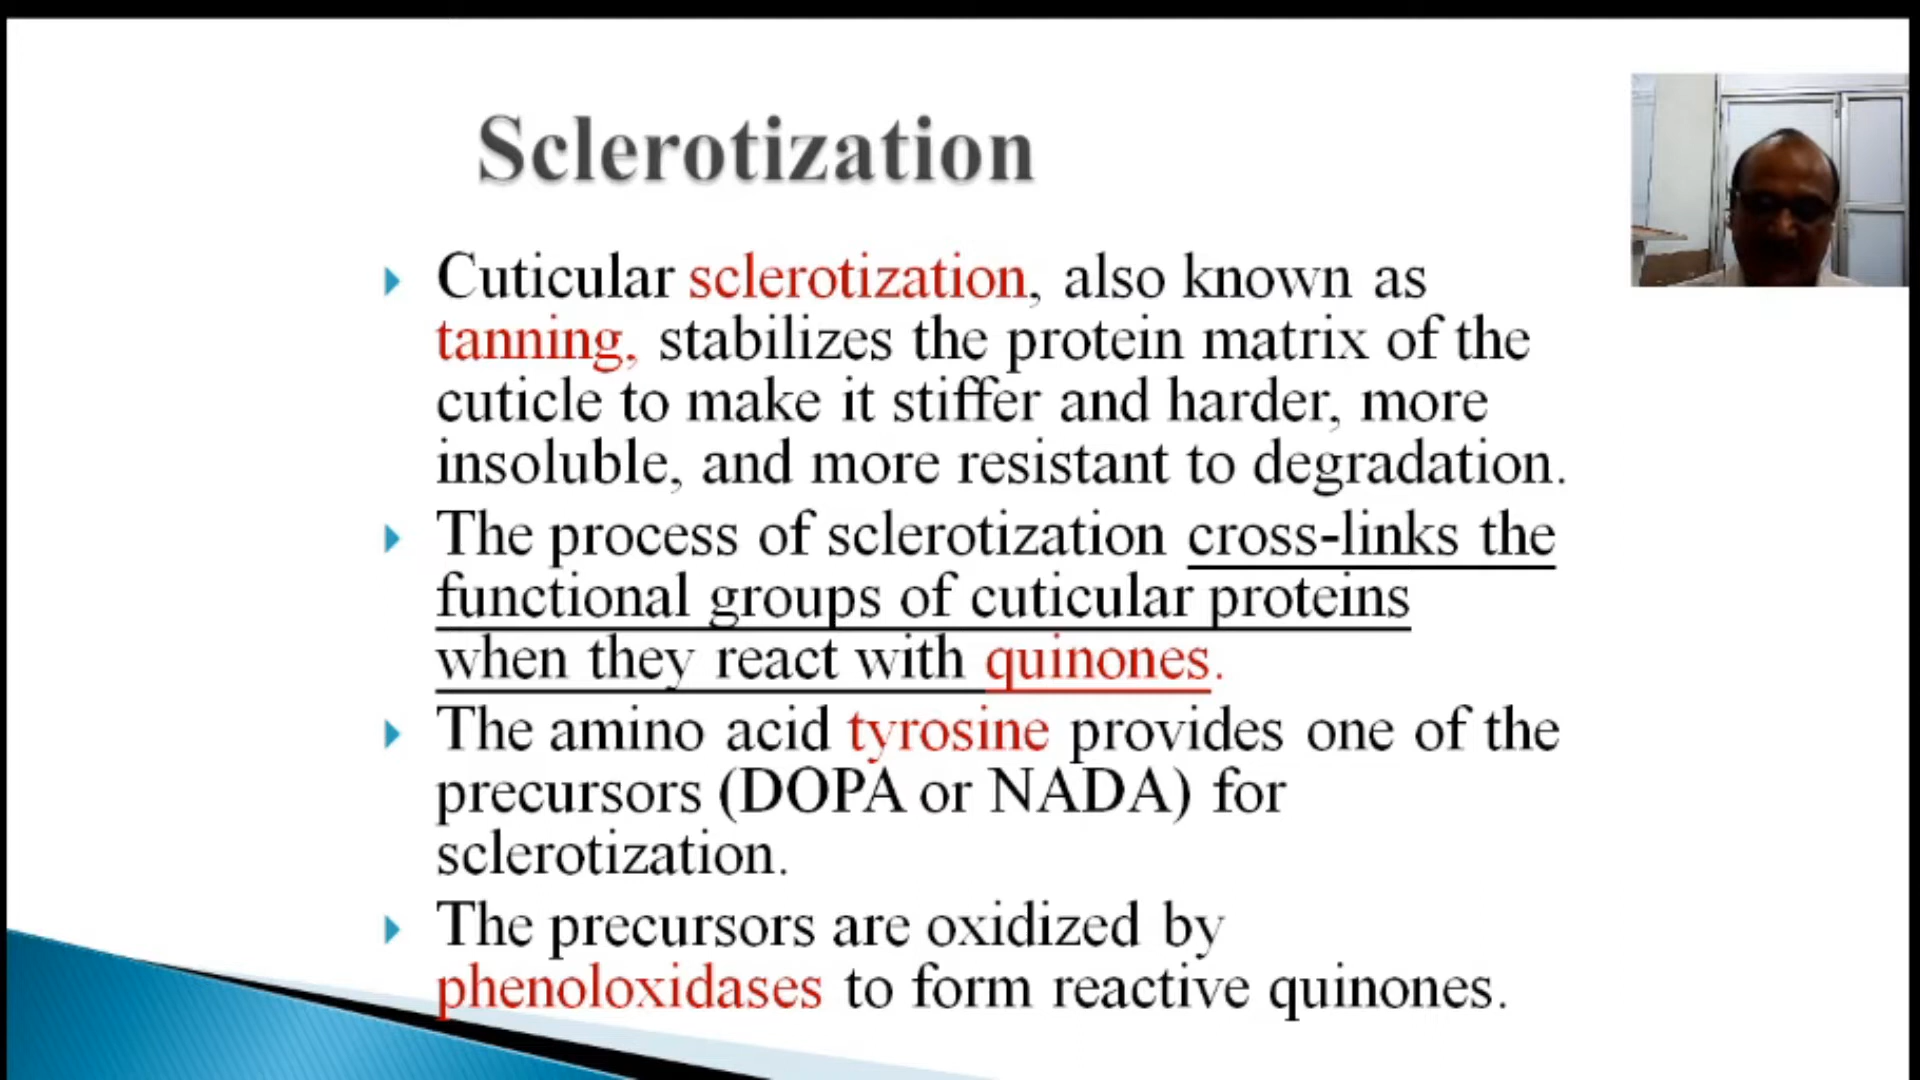 Sclerotization
Cuticular sclerotization, also known as
tanning, stabilizes the protein matrix of the
cuticle to make it stiffer and harder, more
insoluble, and more resistant to degradation.
The process of sclerotization cross-links the
functional groups of cuticular proteins
when they react with quinones.
The amino acid tyrosine provides one of the
precursors (DOPA or NADA) for
sclerotization.
The precursors are oxidized by
phenoloxidases to form reactive quinones.